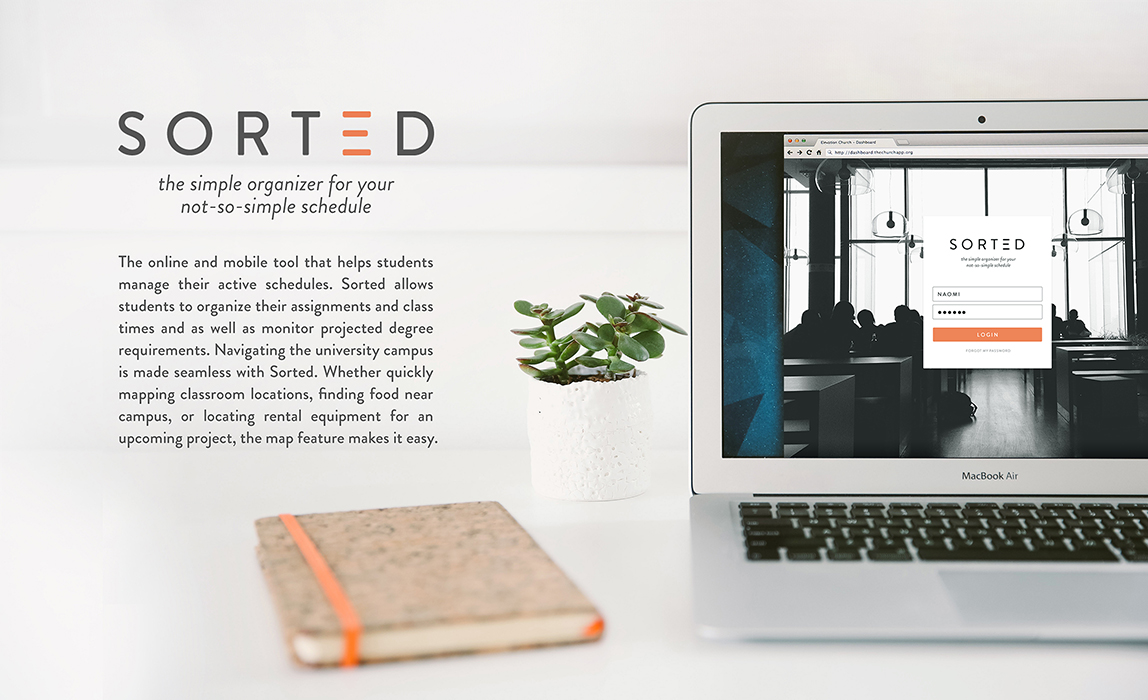 SORTED
the simple organizer for your
not-so-simple schedule
The online and mobile tool that helps students
manage their active schedules. Sorted allows
students to organize their assignments and class
times and as well as monitor projected degree
requirements. Navigating the university campus
is made seamless with Sorted. Whether quickly
mapping classroom locations, finding food near
campus, or locating rental equipment for an
upcoming project, the map feature makes it easy.
Elevation Church - Dashboard
http://dashboard.thechurchapp.org
SORTED
the simple organizer for your
not-so-simple schedule
NAOMI
LOGIN
FORGOT MY PASSWORD
MacBook Air